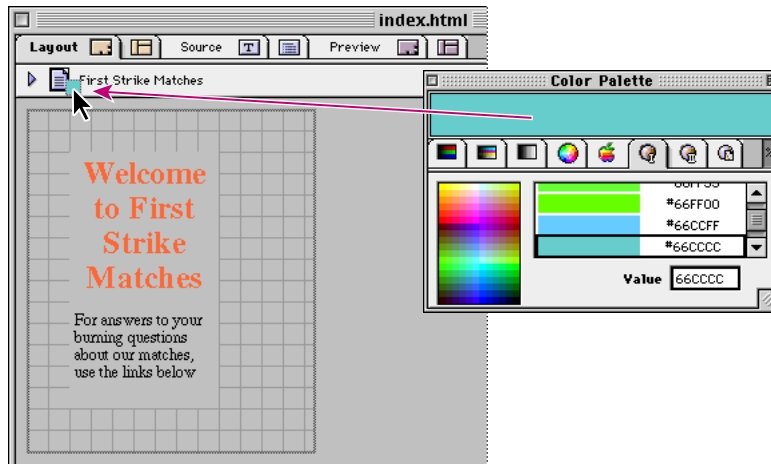 index.html
Layout
Source
T
Preview
First Strike Matches
Color Palette
Welcome
to First
Strike
Matches
For answers to your
burning questions
about our matches,
use the links below
#66FF00
#66CCFF
#66CCCC
Value 66CCCC